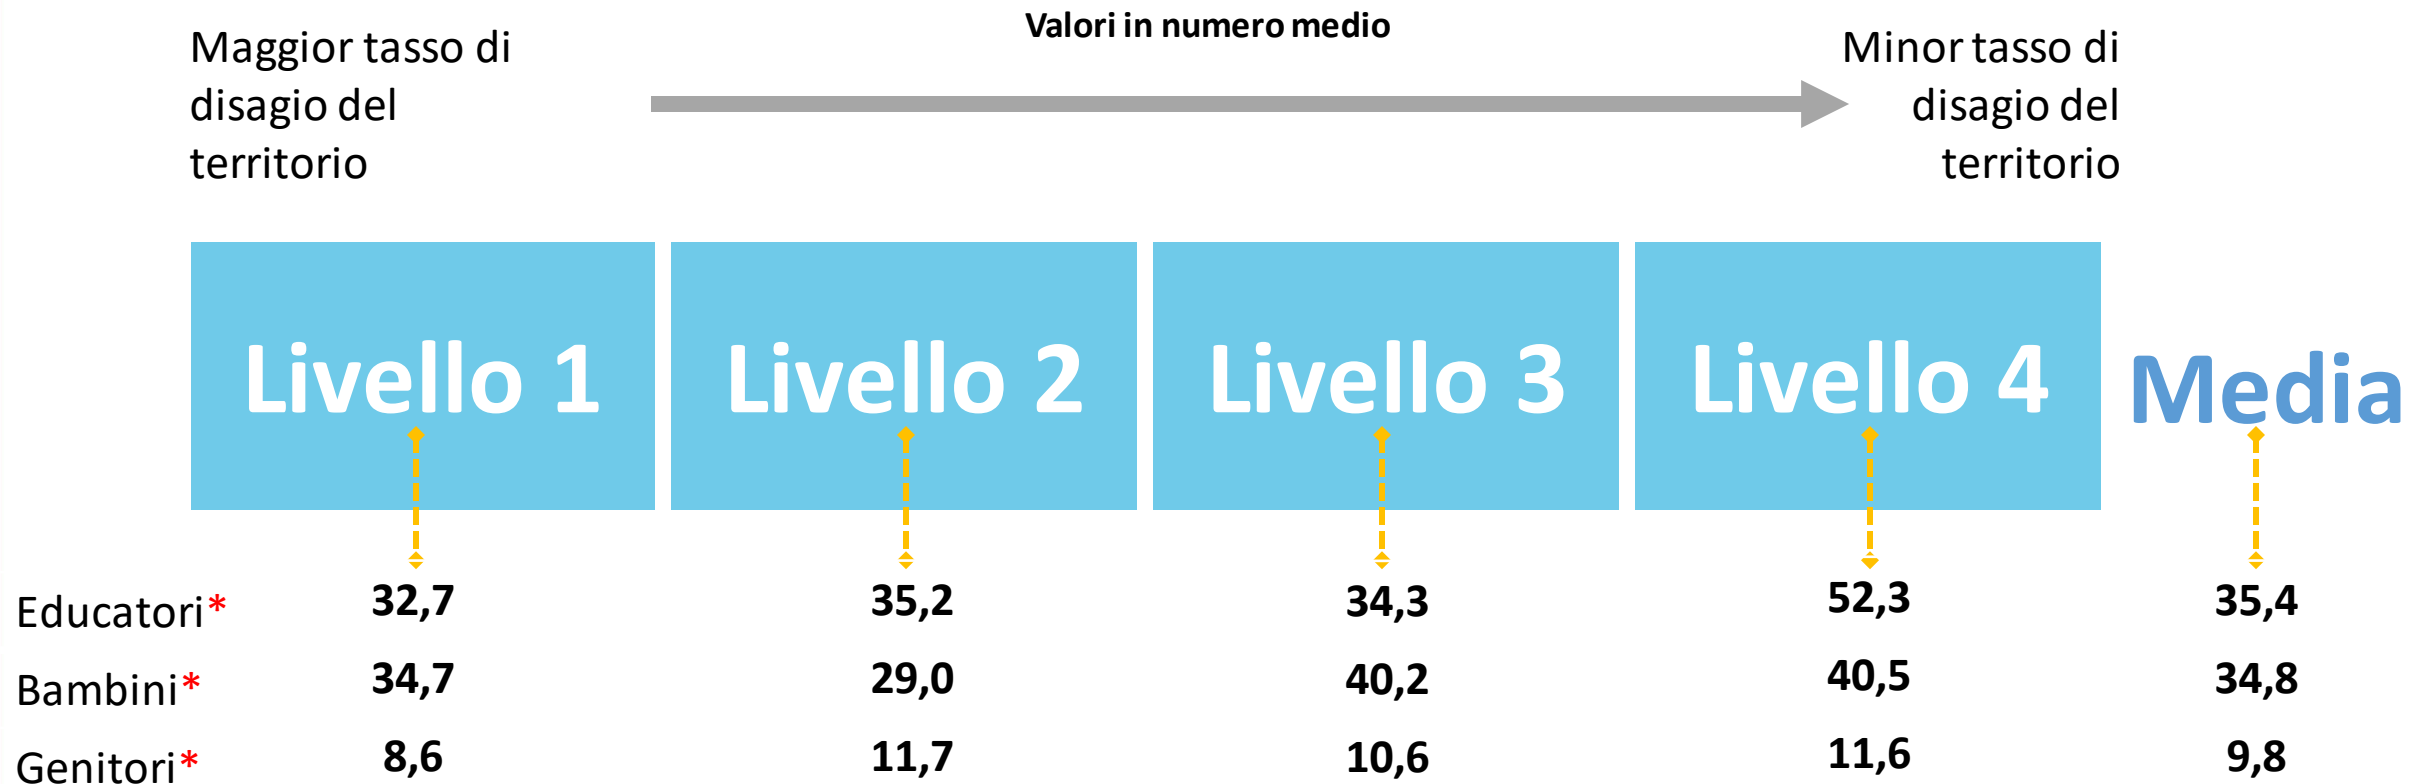 Valori in numero medio
Maggior tasso di
disagio del
territorio
Minor tasso di
disagio del
territorio
Livello 1
Livello 2
Livello 3
Livello 4
Media
Educatori* 32,7 35,2 34,3 52,3 35,4
Bambini* 34,7 29,0 40,2 40,5 34,8
Genitori* 8,6 11,7 10,6 11,6 9,8